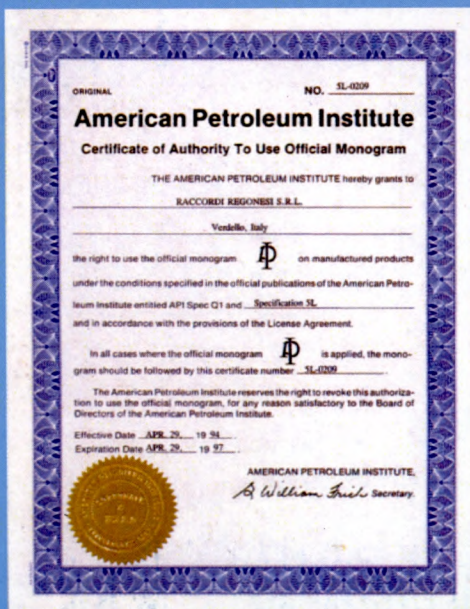 ORIGINAL NO. 5L-0209
American Petroleum Institute
Certificate of Authority To Use Official Monogram
THE AMERICAN PETROLEUM INSTITUTE hereby grants to
RACCORDI REGONESI S.R.L.
Verdello, Italy
the right to use the official monogram on manufactured products
under the conditions specified in the official publications of the American Petro-
leum Institute entitled API Spec Q1 and Specification 5L
and in accordance with the provisions of the License Agreement.
In all cases where the official monogram is applied, the mono-
gram should be followed by this certificate number 5L-0209.
The American Petroleum Institute reserves the right to revoke this authoriza-
tion to use the official monogram, for any reason satisfactory to the Board of
Directors of the American Petroleum Institute.
Effective Date APR. 29, 19 94.
Expiration Date APR. 29, 19 97.
AMERICAN PETROLEUM INSTITUTE,
William Secretary.